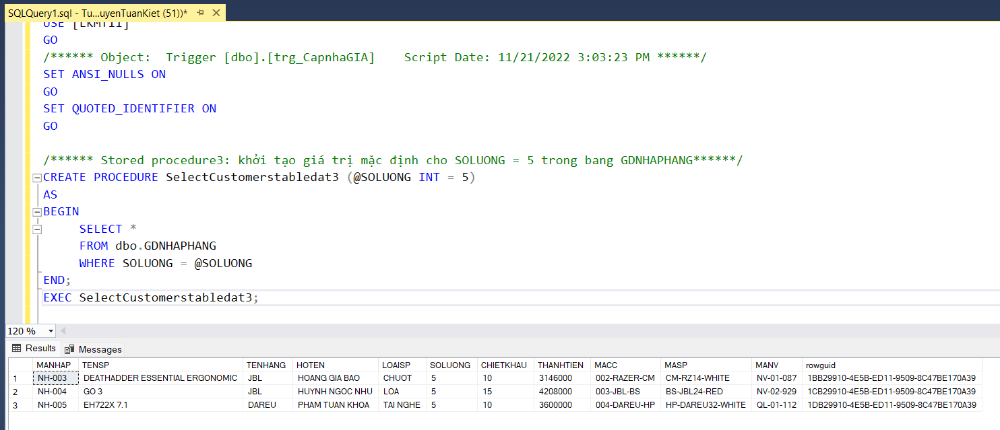 SQLQuery1.sql - Tu...uyenTuanKiet (51))*
USE [LKMT11]
GO
/****** Object:  Trigger [dbo].[trg_CapnhaGIA]    Script Date: 11/21/2022 3:03:23 PM ******/
SET ANSI_NULLS ON
GO
SET QUOTED_IDENTIFIER ON
GO
/****** Stored procedure3: khởi tạo giá trị mặc định cho SOLUONG = 5 trong bang GDNHAPHANG******/
CREATE PROCEDURE SelectCustomerstabledat3 (@SOLUONG INT = 5)
AS
BEGIN
SELECT *
FROM dbo.GDNHAPHANG
WHERE SOLUONG = @SOLUONG
END;
EXEC SelectCustomerstabledat3;
120 %
Results Messages
MANHAP TENSP TENHANG HOTEN LOAISP SOLUONG CHIETKHAU THANHTIEN MACC MASP MANV rowguid
1 NH-003 DEATHADDER ESSENTIAL ERGONOMIC JBL HOANG GIA BAO CHUOT 5 10 3146000 002-RAZER-CM CM-RZ14-WHITE NV-01-087 1BB29910-4E5B-ED11-9509-8C47BE170A39
2 NH-004 GO 3 JBL HUYNH NGOC NHU LOA 5 15 4208000 003-JBL-BS BS-JBL24-RED NV-02-929 1CB29910-4E5B-ED11-9509-8C47BE170A39
3 NH-005 EH722X 7.1 DAREU PHAM TUAN KHOA TAI NGHE 5 10 3600000 004-DAREU-HP HP-DAREU32-WHITE QL-01-112 1DB29910-4E5B-ED11-9509-8C47BE170A39